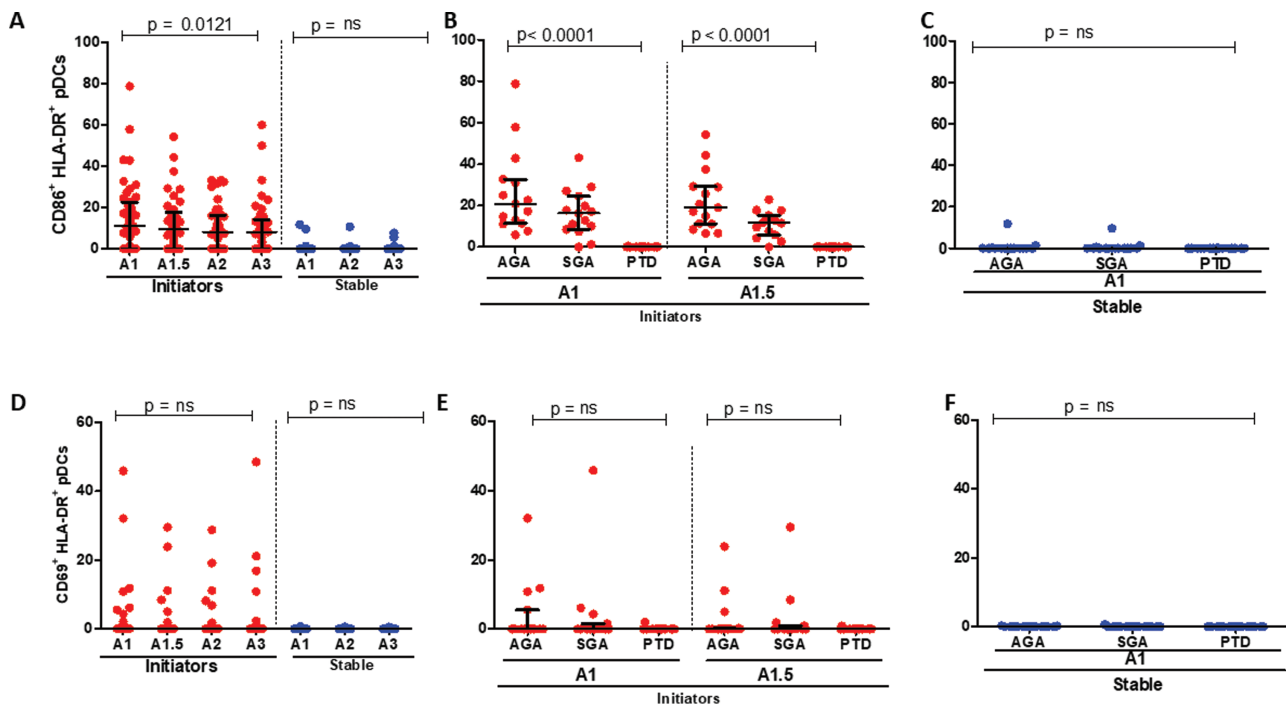 A
p = 0.0121
p = ns
CD86+ HLA-DR+ pDCs
100
80
60
40
20
0
A1 A1.5 A2 A3 A1 A2 A3
Initiators Stable
B
p< 0.0001 p< 0.0001
100
80
60
40
20
0
AGA SGA PTD AGA SGA PTD
A1 A1.5
Initiators
C
p = ns
100
80
60
40
20
0
AGA SGA PTD
A1
Stable
D
p = ns p = ns
CD69+ HLA-DR+ pDCs
60
40
20
0
A1 A1.5 A2 A3 A1 A2 A3
Initiators Stable
E
p = ns p = ns
60
40
20
0
AGA SGA PTD AGA SGA PTD
A1 A1.5
Initiators
F
p = ns
60
40
20
0
AGA SGA PTD
A1
Stable